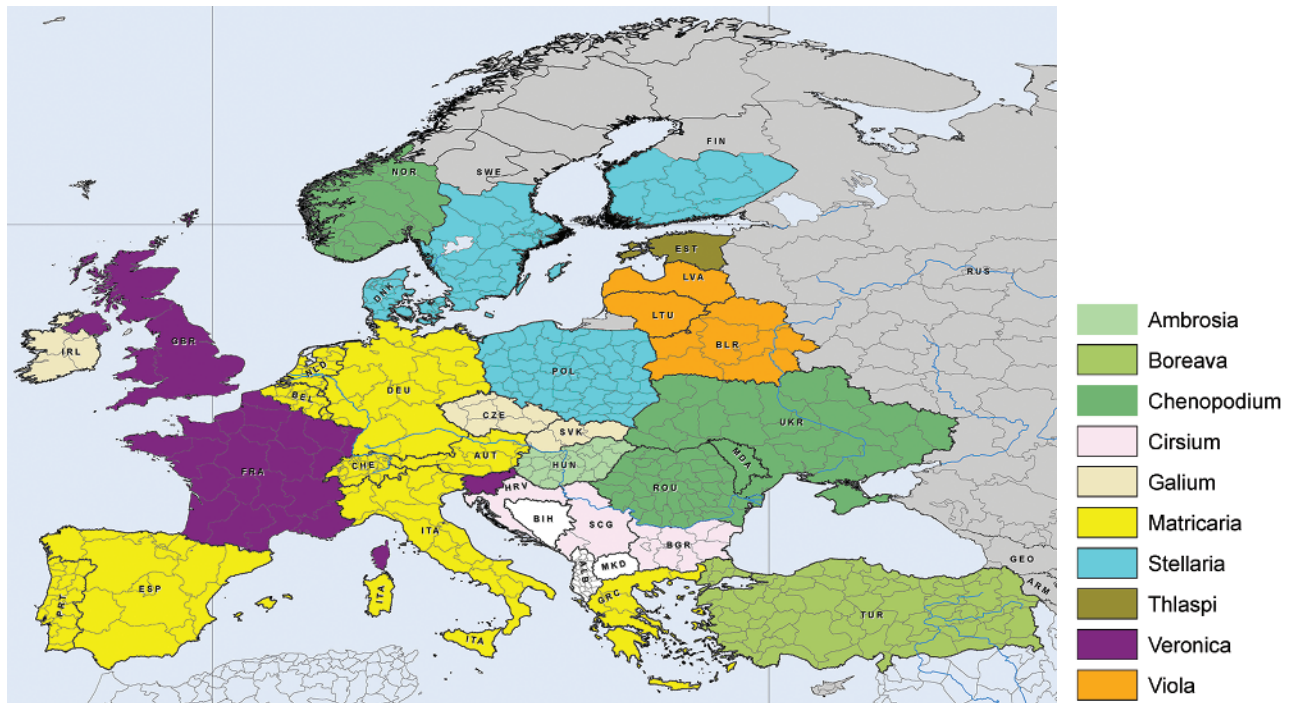 FIN
NOR
SWE
EST
RUS
LVA
DNK
LTU
GBR
BLR
IRL
NLD
POL
DEU
BEL
CZE
UKR
SVK
AUT
MDA
CHE
HUN
FRA
HRV
ROU
BIH
SCG
ITA
BGR
GEO
MKD
ALB
ARM
ESP
PRT
ITA
GRC
TUR
ITA
Ambrosia
Boreava
Chenopodium
Cirsium
Galium
Matricaria
Stellaria
Thlaspi
Veronica
Viola